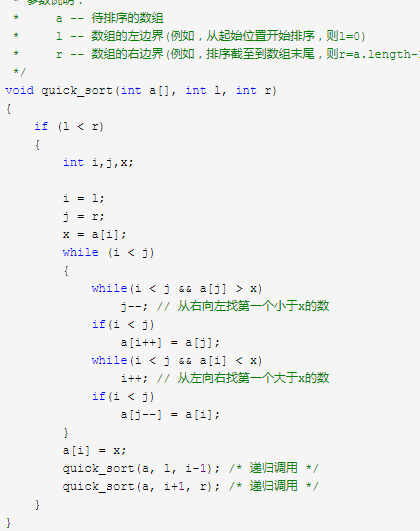 * 参数说明：
*     a -- 待排序的数组
*     l -- 数组的左边界(例如，从起始位置开始排序，则l=0)
*     r -- 数组的右边界(例如，排序截至到数组末尾，则r=a.length-1
*/
void quick_sort(int a[], int l, int r)
{
    if (l < r)
    {
        int i,j,x;
        i = l;
        j = r;
        x = a[i];
        while (i < j)
        {
            while(i < j && a[j] > x)
                j--; // 从右向左找第一个小于x的数
            if(i < j)
                a[i++] = a[j];
            while(i < j && a[i] < x)
                i++; // 从左向右找第一个大于x的数
            if(i < j)
                a[j--] = a[i];
        }
        a[i] = x;
        quick_sort(a, l, i-1); /* 递归调用 */
        quick_sort(a, i+1, r); /* 递归调用 */
    }
}